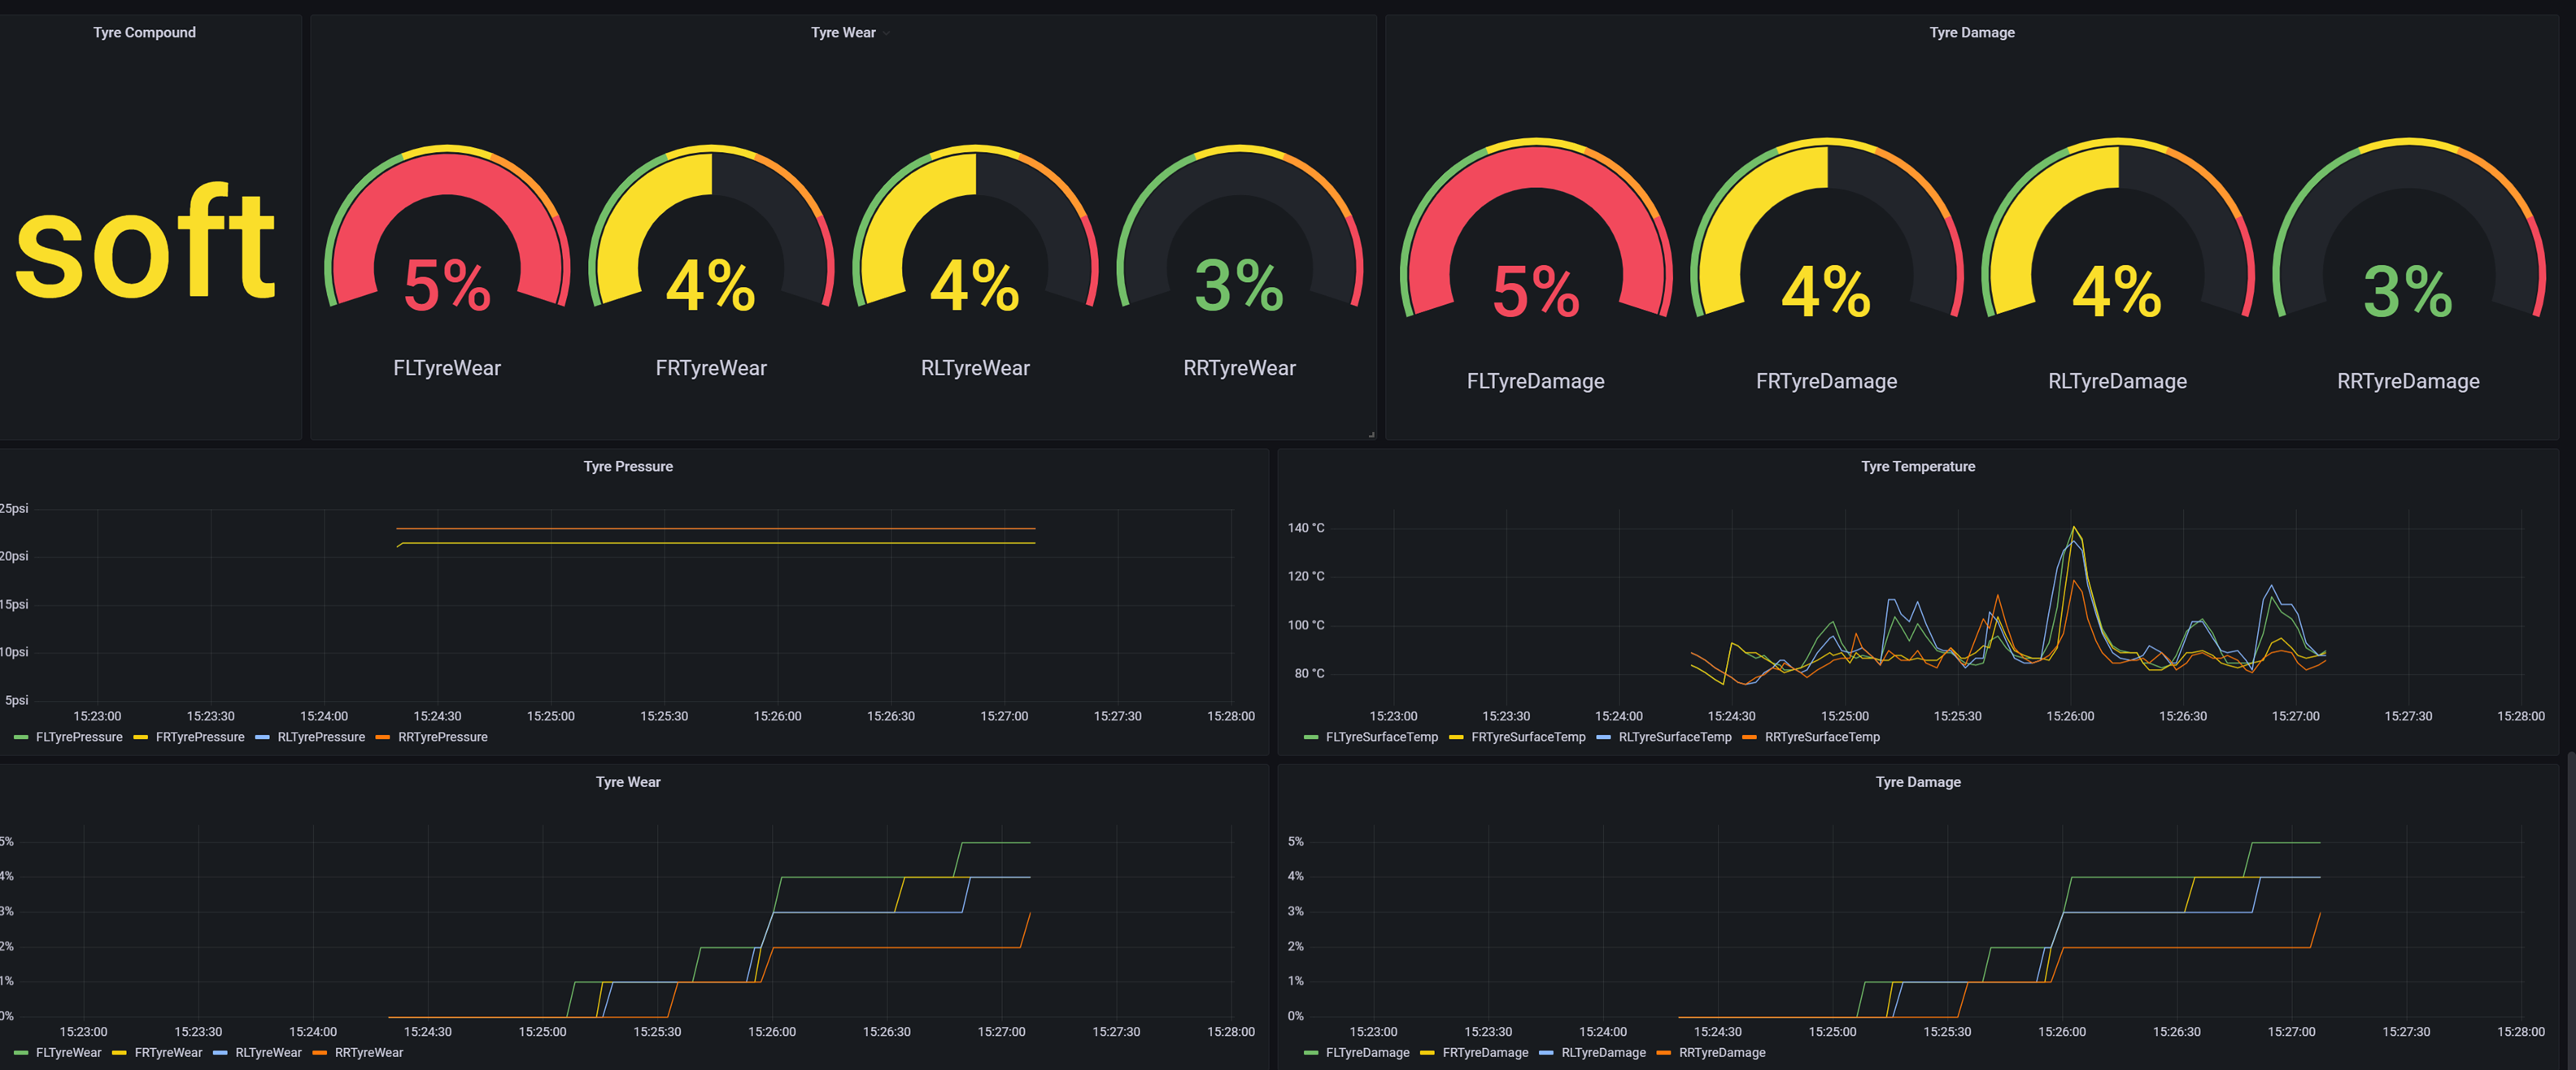 Tyre Compound
Tyre Wear
Tyre Damage
soft
5%
4%
4%
3%
5%
4%
4%
3%
FLTyreWear
FRTyreWear
RLTyreWear
RRTyreWear
FLTyreDamage
FRTyreDamage
RLTyreDamage
RRTyreDamage
Tyre Pressure
25psi
20psi
15psi
10psi
5psi
15:23:00 15:23:30 15:24:00 15:24:30 15:25:00 15:25:30 15:26:00 15:26:30 15:27:00 15:27:30 15:28:00
FLTyrePressure FRTyrePressure RLTyrePressure RRTyrePressure
Tyre Temperature
140 °C
120 °C
100 °C
80 °C
15:23:00 15:23:30 15:24:00 15:24:30 15:25:00 15:25:30 15:26:00 15:26:30 15:27:00 15:27:30 15:28:00
FLTyreSurfaceTemp FRTyreSurfaceTemp RLTyreSurfaceTemp RRTyreSurfaceTemp
Tyre Wear
5%
4%
3%
2%
1%
0%
15:23:00 15:23:30 15:24:00 15:24:30 15:25:00 15:25:30 15:26:00 15:26:30 15:27:00 15:27:30 15:28:00
FLTyreWear FRTyreWear RLTyreWear RRTyreWear
Tyre Damage
5%
4%
3%
2%
1%
0%
15:23:00 15:23:30 15:24:00 15:24:30 15:25:00 15:25:30 15:26:00 15:26:30 15:27:00 15:27:30 15:28:00
FLTyreDamage FRTyreDamage RLTyreDamage RRTyreDamage